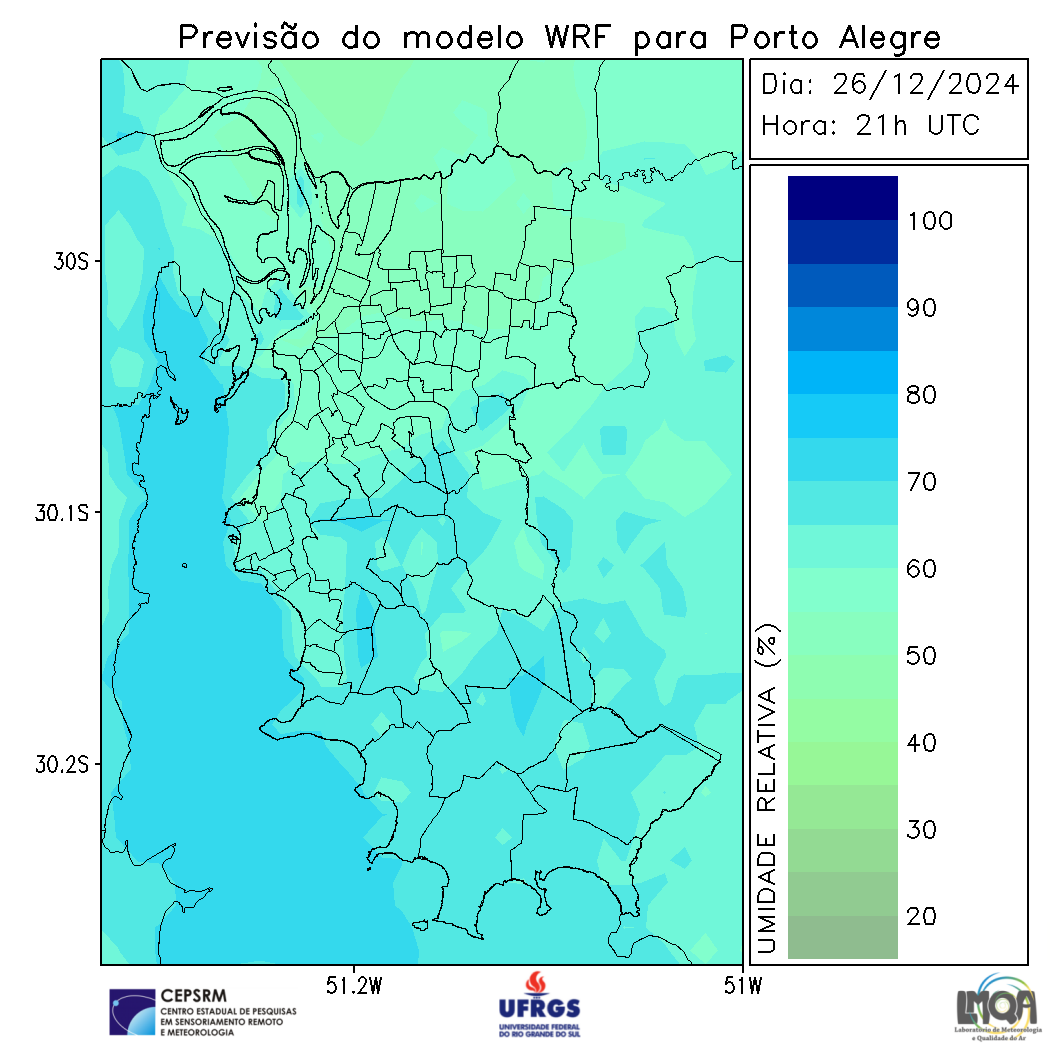 Previsão do modelo WRF para Porto Alegre
Dia: 26/12/2024
Hora: 21h UTC
100
90
80
70
60
50
40
30
20
UMIDADE RELATIVA (%)
30S
30.1S
30.2S
51.2W
51W
CEPSRM
CENTRO ESTADUAL DE PESQUISAS
EM SENSORIAMENTO REMOTO
E METEOROLOGIA
UFRGS
UNIVERSIDADE FEDERAL
DO RIO GRANDE DO SUL
LMQA
Laboratório de Meteorologia
e Qualidade do Ar